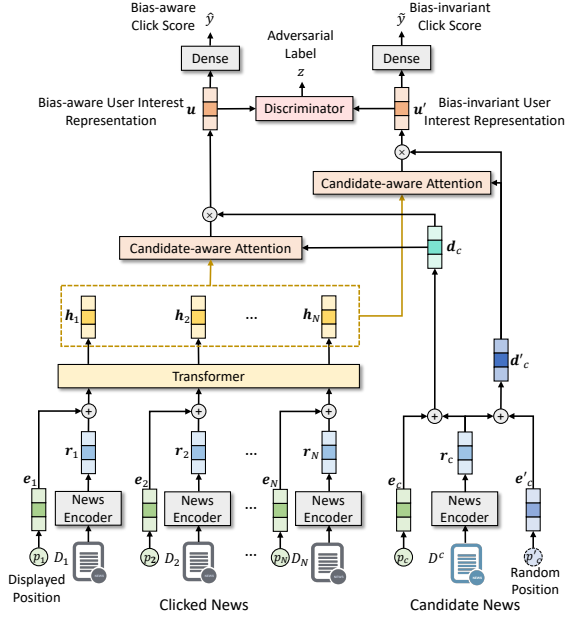 Bias-aware
Click Score
ŷ
Bias-invariant
Click Score
ỹ
Adversarial
Label
z
Dense
Dense
Bias-aware User Interest
Representation
u
Discriminator
u'
Bias-invariant User
Interest Representation
×
×
Candidate-aware Attention
Candidate-aware Attention
d_c
h_1
h_2
...
h_N
d'_c
Transformer
+
+
+
+
+
r_1
r_2
...
r_N
r_c
e_1
e_2
...
e_N
e_c
e'_c
News
Encoder
News
Encoder
News
Encoder
News
Encoder
p_1
D_1
p_2
D_2
...
p_N
D_N
p_c
D^c
p'_c
Displayed
Position
Random
Position
Clicked News
Candidate News